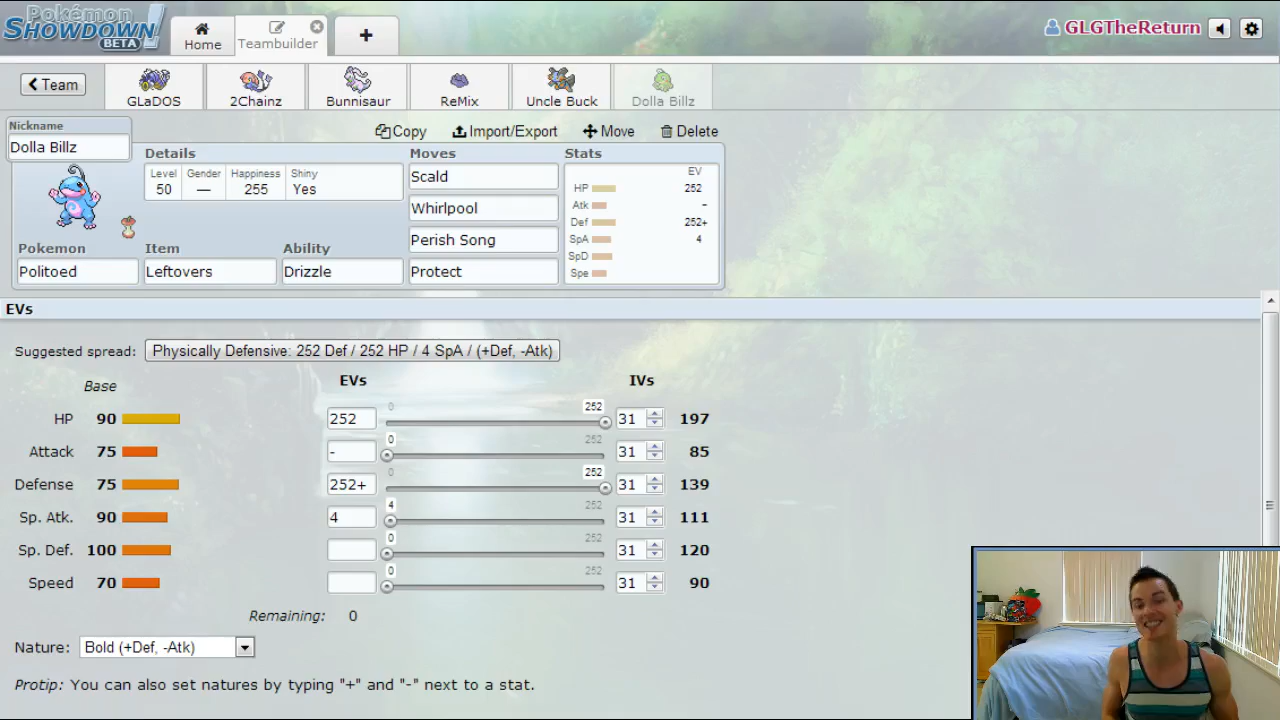 Pokémon
SHOWDOWN!
BETA
Home
Teambuilder
+
GLGTheReturn
Team
GLaDOS
2Chainz
Bunnisaur
ReMix
Uncle Buck
Dolla Billz
Nickname
Dolla Billz
Copy
Import/Export
Move
Delete
Details
Level Gender Happiness Shiny
50 — 255 Yes
Pokemon
Politoed
Item
Leftovers
Ability
Drizzle
Moves
Scald
Whirlpool
Perish Song
Protect
Stats
EV
HP 252
Atk -
Def 252+
SpA 4
SpD
Spe
EVs
Suggested spread: Physically Defensive: 252 Def / 252 HP / 4 SpA / (+Def, -Atk)
Base EVs IVs
HP 90 252 0 252 31 197
Attack 75 - 0 252 31 85
Defense 75 252+ 0 252 31 139
Sp. Atk. 90 4 4 252 31 111
Sp. Def. 100 0 252 31 120
Speed 70 0 252 31 90
Remaining: 0
Nature: Bold (+Def, -Atk)
Protip: You can also set natures by typing "+" and "-" next to a stat.